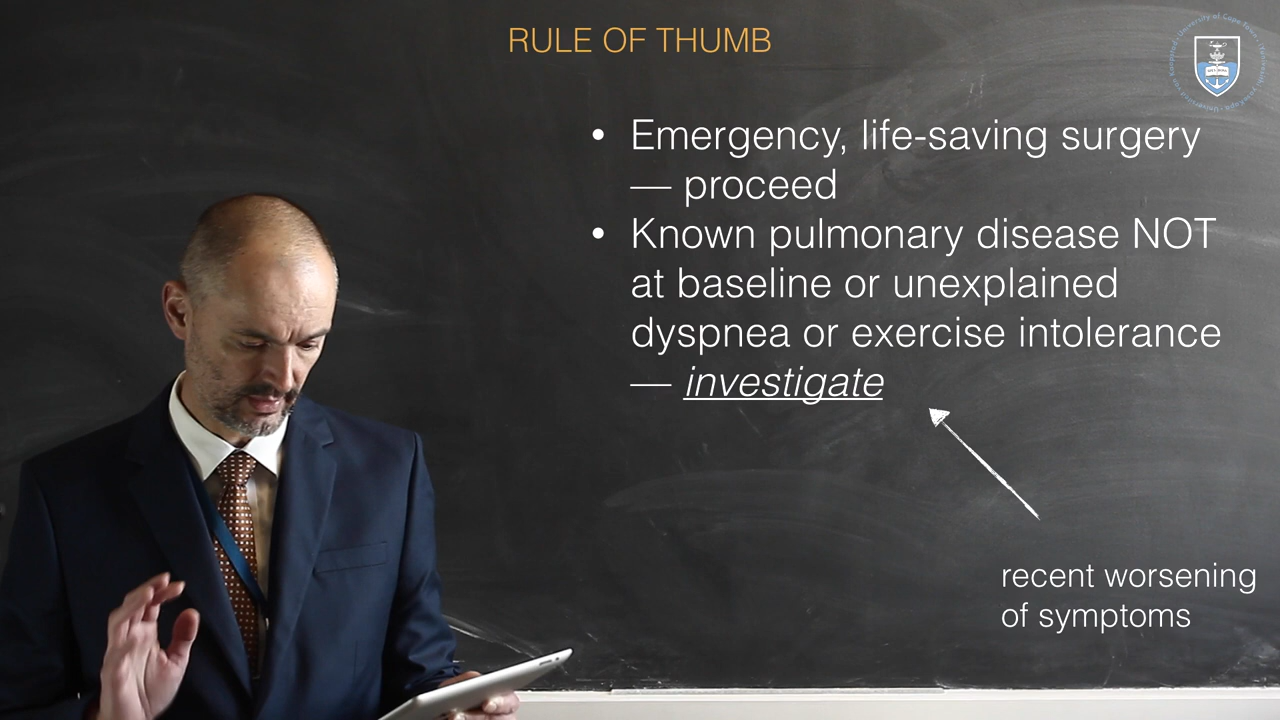 RULE OF THUMB
• Emergency, life-saving surgery
— proceed
• Known pulmonary disease NOT
at baseline or unexplained
dyspnea or exercise intolerance
— investigate
recent worsening
of symptoms